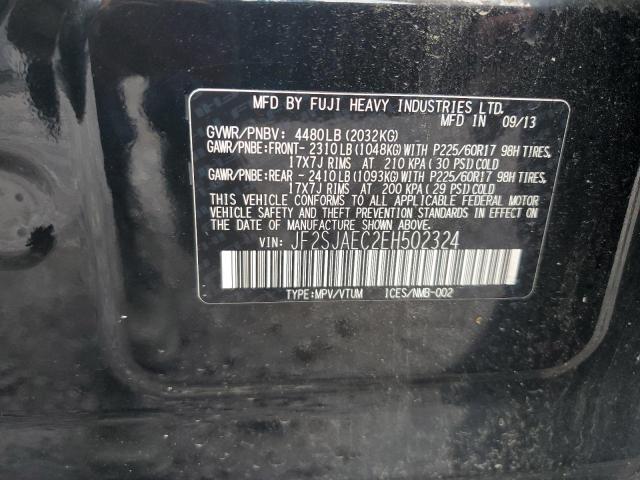 MFD BY FUJI HEAVY INDUSTRIES LTD.
MFD IN 09/13
GVWR/PNBV: 4480LB(2032KG)
GAWR/PNBE:FRONT-2310LB(1048KG)WITH P225/60R17 98H TIRES,
17X7J RIMS AT 210 KPA(30 PSI)COLD
GAWR/PNBE:REAR -2410LB(1093KG)WITH P225/60R17 98H TIRES,
17X7J RIMS AT 200 KPA(29 PSI)COLD
THIS VEHICLE CONFORMS TO ALL APPLICABLE FEDERAL MOTOR
VEHICLE SAFETY AND THEFT PREVENTION STANDARDS IN EFFECT ON
THE DATE OF MANUFACTURE SHOWN ABOVE.
VIN: JF2SJAEC2EH502324
TYPE:MPV/VTUM ICES/NMB-002